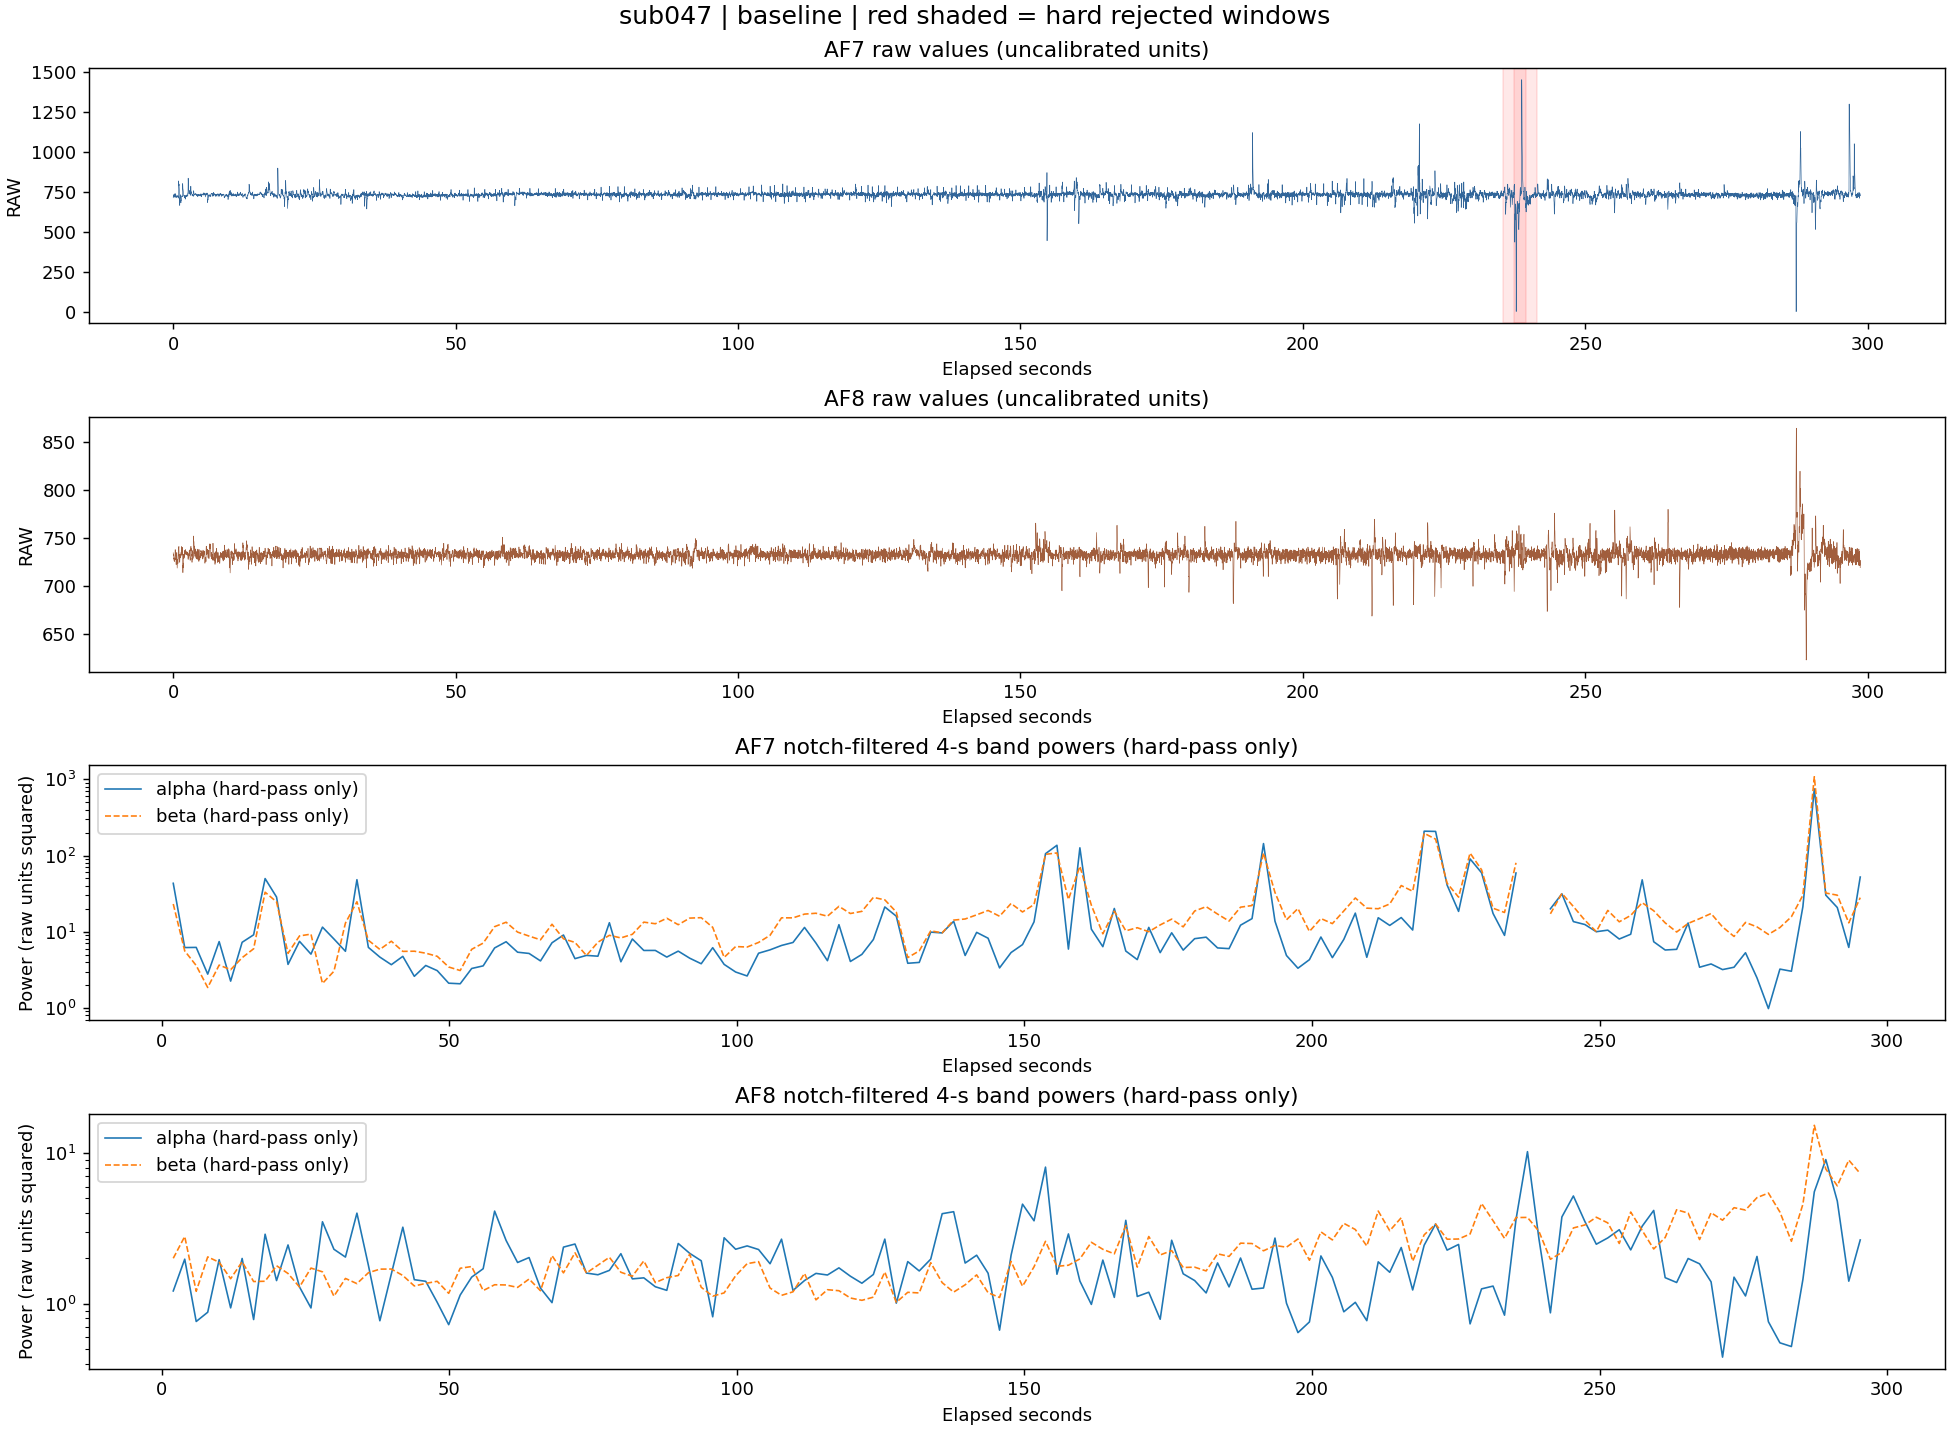 sub047 | baseline | red shaded = hard rejected windows
AF7 raw values (uncalibrated units)
RAW
1500
1250
1000
750
500
250
0
0 50 100 150 200 250 300
Elapsed seconds
AF8 raw values (uncalibrated units)
RAW
850
800
750
700
650
0 50 100 150 200 250 300
Elapsed seconds
AF7 notch-filtered 4-s band powers (hard-pass only)
Power (raw units squared)
alpha (hard-pass only)
beta (hard-pass only)
10³
10²
10¹
10⁰
0 50 100 150 200 250 300
Elapsed seconds
AF8 notch-filtered 4-s band powers (hard-pass only)
Power (raw units squared)
alpha (hard-pass only)
beta (hard-pass only)
10¹
10⁰
0 50 100 150 200 250 300
Elapsed seconds